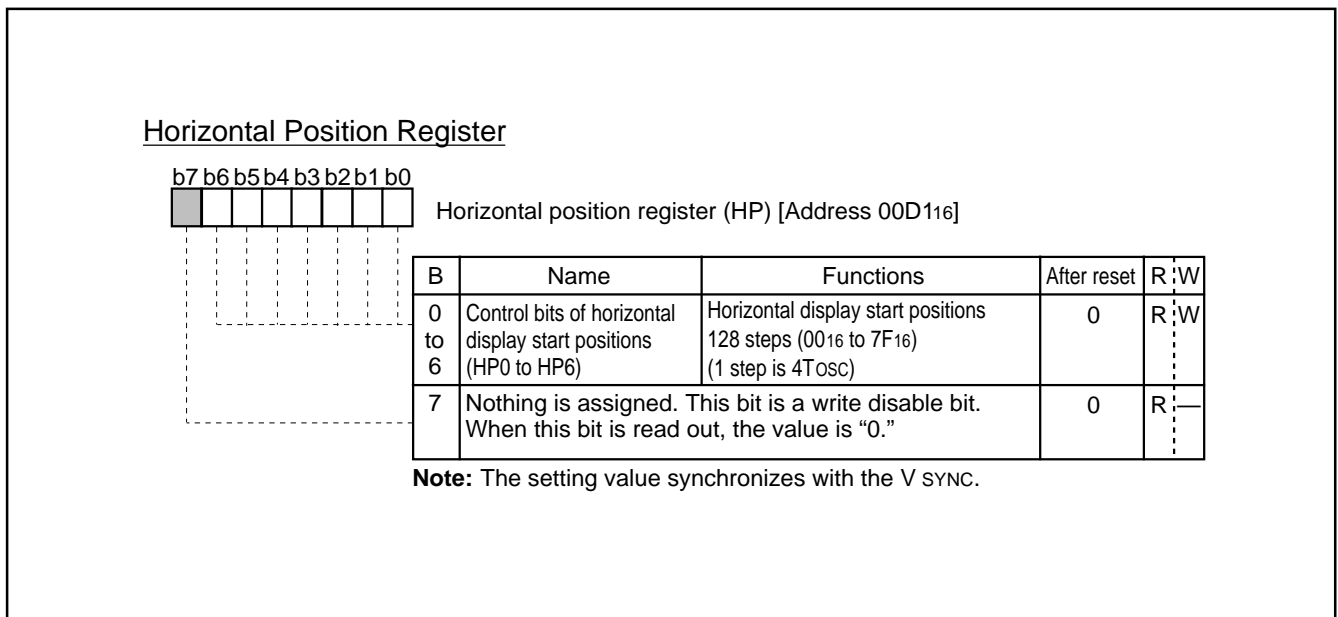 Horizontal Position Register
b7 b6 b5 b4 b3 b2 b1 b0
Horizontal position register (HP) [Address 00D116]
B Name Functions After reset R W
0 to 6 Control bits of horizontal display start positions (HP0 to HP6) Horizontal display start positions 128 steps (0016 to 7F16) (1 step is 4TOSC) 0 R W
7 Nothing is assigned. This bit is a write disable bit. 0 R —
When this bit is read out, the value is “0.”
Note: The setting value synchronizes with the V SYNC.